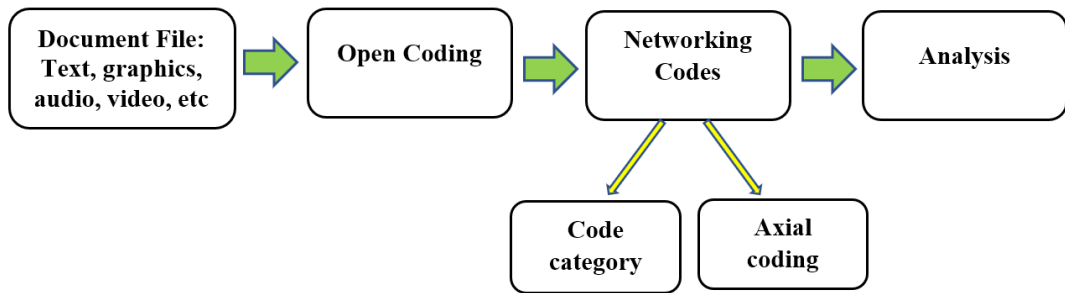 Document File:
Text, graphics,
audio, video, etc
Open Coding
Networking
Codes
Analysis
Code
category
Axial
coding